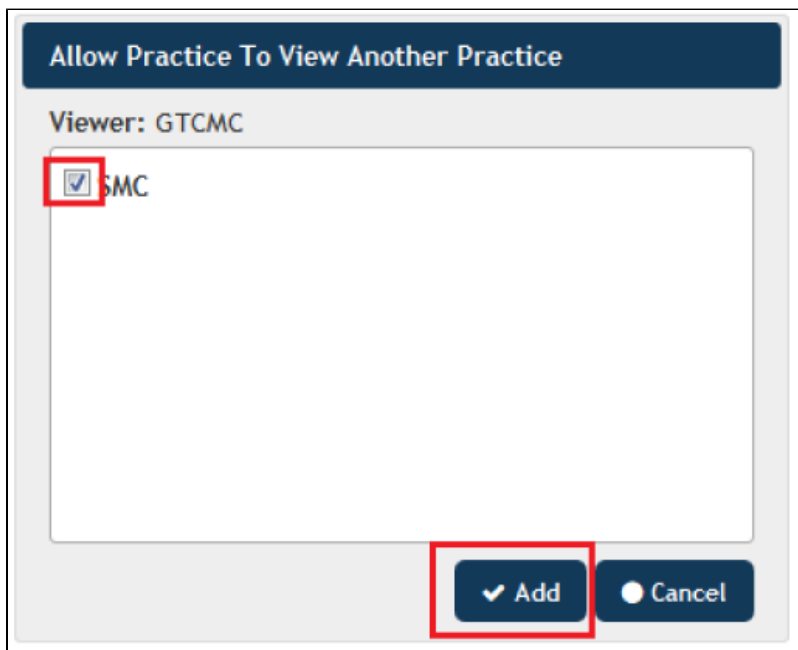 Allow Practice To View Another Practice
Viewer: GTCMC
SMC
Add
Cancel